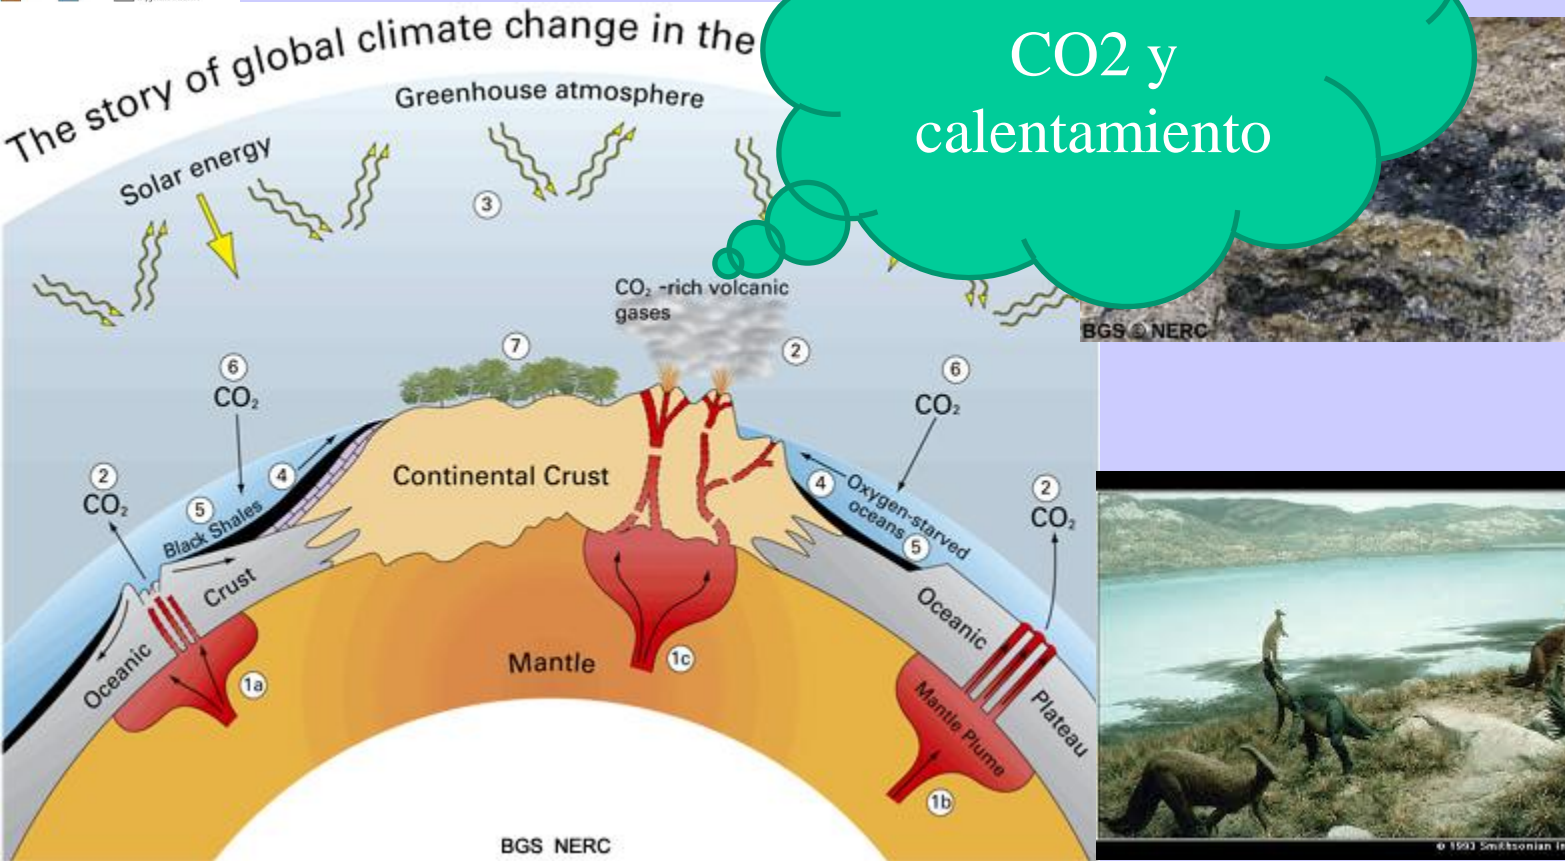 The story of global climate change in the
CO2 y
calentamiento
Greenhouse atmosphere
Solar energy
3
CO₂ -rich volcanic
gases
BGS © NERC
7
2
6
CO₂
6
CO₂
2
CO₂
4
5
Black Shales
Continental Crust
4
Oxygen-starved
oceans
5
2
CO₂
Oceanic
Crust
Oceanic
Plateau
Mantle
1a
1c
Mantle Plume
1b
BGS NERC
© 1993 Smithsonian